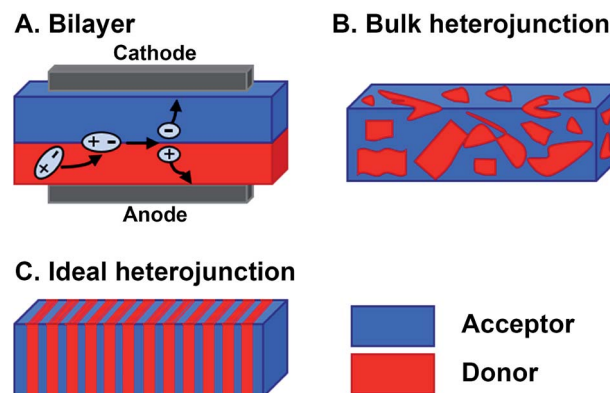 A. Bilayer
Cathode
- 
+ -
+ -
+
Anode
B. Bulk heterojunction
C. Ideal heterojunction
Acceptor
Donor